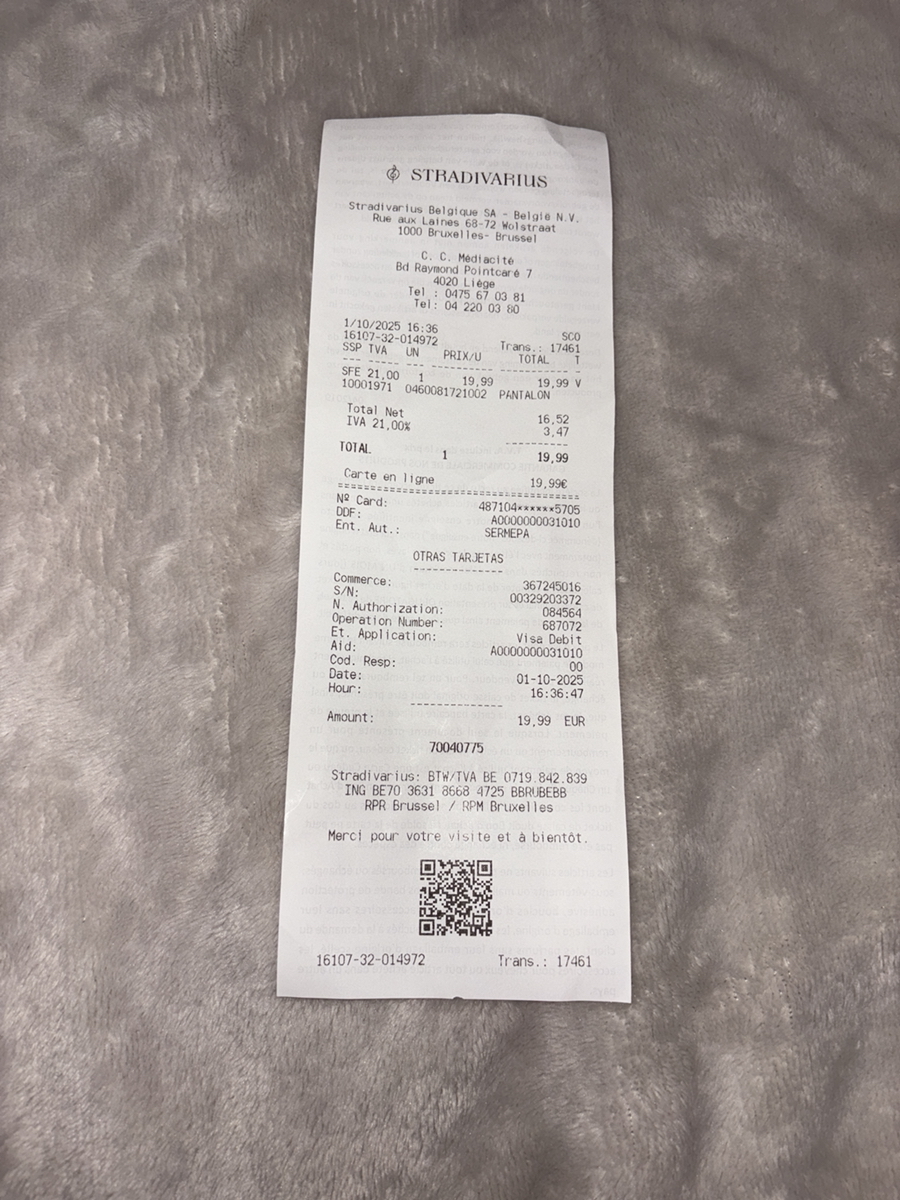 STRADIVARIUS
Stradivarius Belgique SA - België N.V.
Rue aux Laines 68-72 Wolstraat
1000 Bruxelles- Brussel
C. C. Médiacité
Bd Raymond Pointcaré 7
4020 Liége
Tel : 0475 67 03 81
Tel: 04 220 03 80
1/10/2025 16:36 SCO
16107-32-014972 Trans.: 17461
SSP TVA UN PRIX/U TOTAL T
SFE 21,00 1 19,99 19,99 V
10001971 0460081721002 PANTALON
Total Net 16,52
IVA 21,00% 3,47
TOTAL 1 19,99
Carte en ligne 19,99€
Nº Card: 487104******5705
DDF: A0000000031010
Ent. Aut.: SERMEPA
OTRAS TARJETAS
Commerce: 367245016
S/N: 00329203372
N. Authorization: 084564
Operation Number: 687072
Et. Application: Visa Debit
Aid: A0000000031010
Cod. Resp: 00
Date: 01-10-2025
Hour: 16:36:47
Amount: 19,99 EUR
70040775
Stradivarius: BTW/TVA BE 0719.842.839
ING BE70 3631 8668 4725 BBRUBEBB
RPR Brussel / RPM Bruxelles
Merci pour votre visite et à bientôt.
16107-32-014972 Trans.: 17461